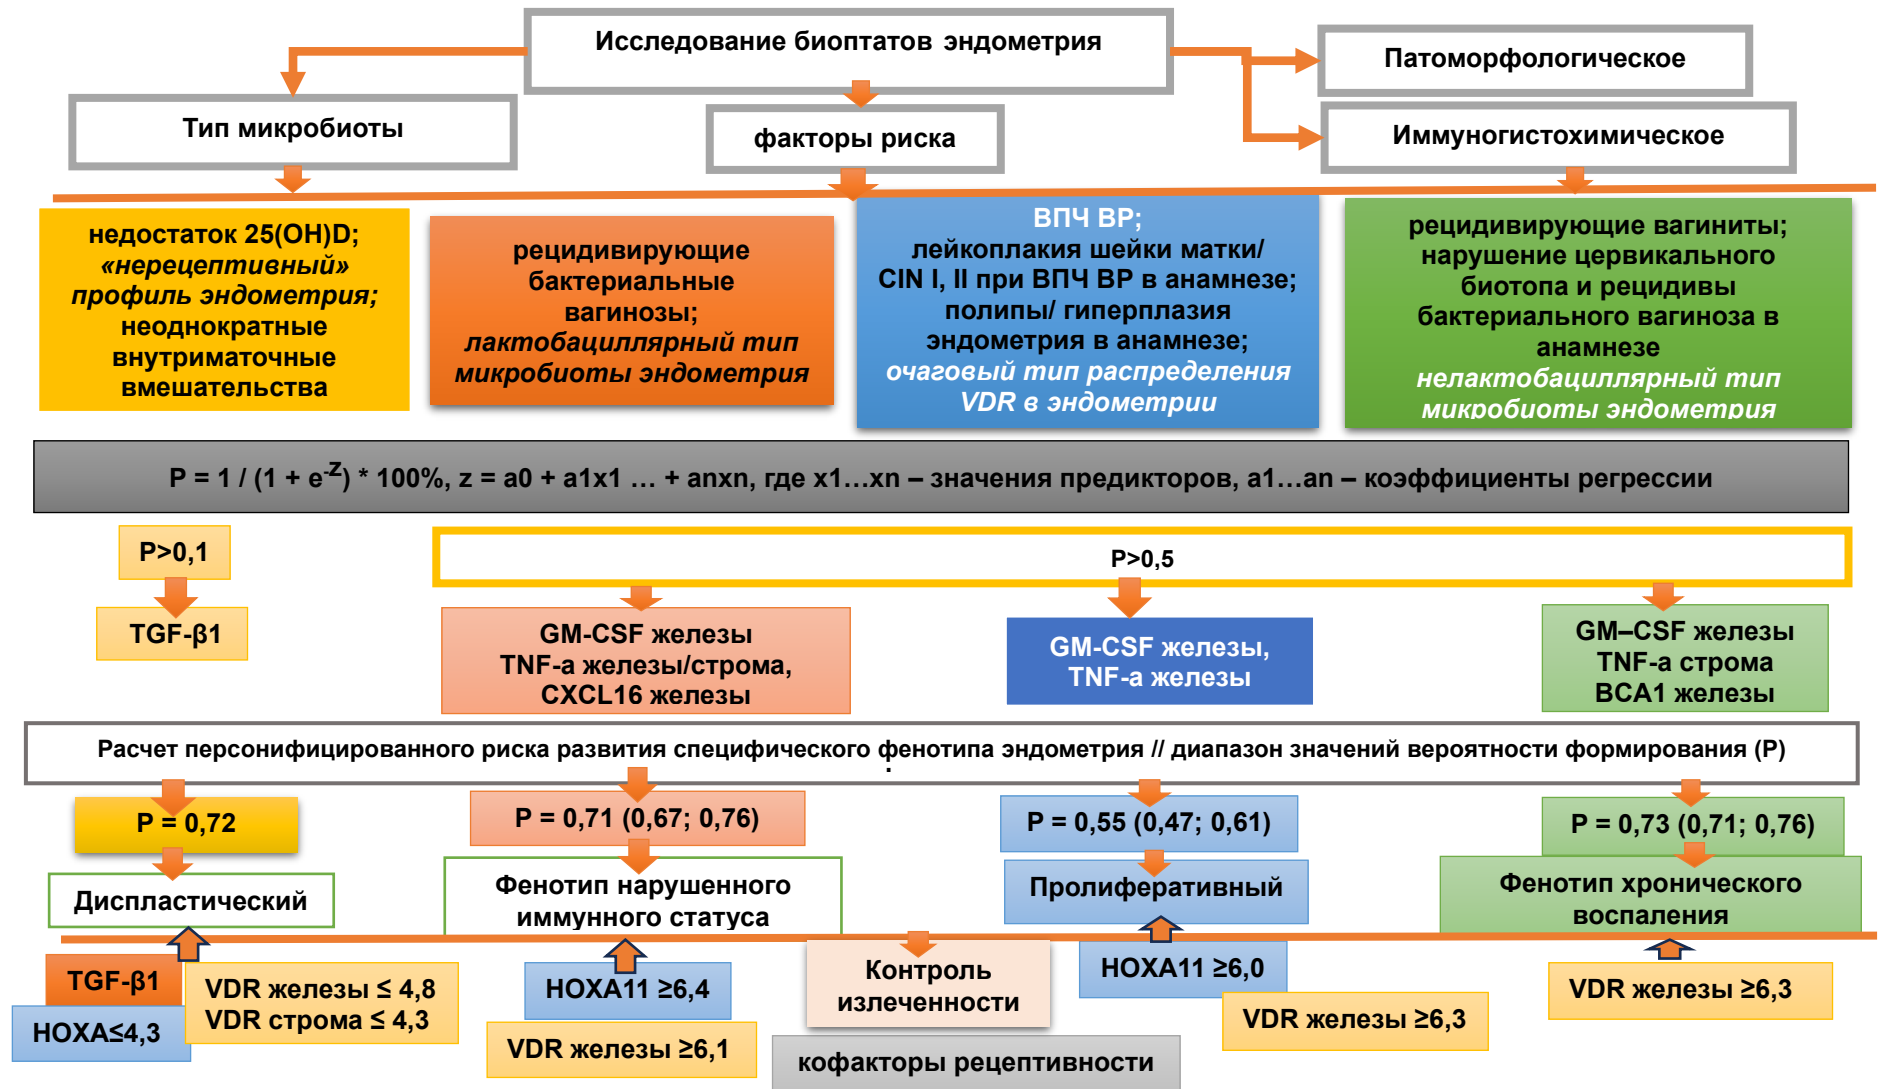 Исследование биоптатов эндометрия
Патоморфологическое
Тип микробиоты
факторы риска
Иммуногистохимическое
недостаток 25(OH)D;
«нерецептивный»
профиль эндометрия;
неоднократные
внутриматочные
вмешательства
рецидивирующие
бактериальные
вагинозы;
лактобациллярный тип
микробиоты эндометрия
ВПЧ ВР;
лейкоплакия шейки матки/
CIN I, II при ВПЧ ВР в анамнезе;
полипы/ гиперплазия
эндометрия в анамнезе;
очаговый тип распределения
VDR в эндометрии
рецидивирующие вагиниты;
нарушение цервикального
биотопа и рецидивы
бактериального вагиноза в
анамнезе
нелактобациллярный тип
микробиоты эндометрия
P = 1 / (1 + e-Z) * 100%, z = a0 + a1x1 … + anxn, где x1…xn – значения предикторов, a1…an – коэффициенты регрессии
P>0,1
P>0,5
TGF-β1
GM-CSF железы
TNF-a железы/строма,
CXCL16 железы
GM-CSF железы,
TNF-a железы
GM–CSF железы
TNF-a строма
BCA1 железы
Расчет персонифицированного риска развития специфического фенотипа эндометрия // диапазон значений вероятности формирования (P)
.
P = 0,72
P = 0,71 (0,67; 0,76)
P = 0,55 (0,47; 0,61)
P = 0,73 (0,71; 0,76)
Диспластический
Фенотип нарушенного
иммунного статуса
Пролиферативный
Фенотип хронического
воспаления
TGF-β1
HOXA≤4,3
VDR железы ≤ 4,8
VDR строма ≤ 4,3
HOXA11 ≥6,4
VDR железы ≥6,1
Контроль
излеченности
HOXA11 ≥6,0
VDR железы ≥6,3
VDR железы ≥6,3
кофакторы рецептивности